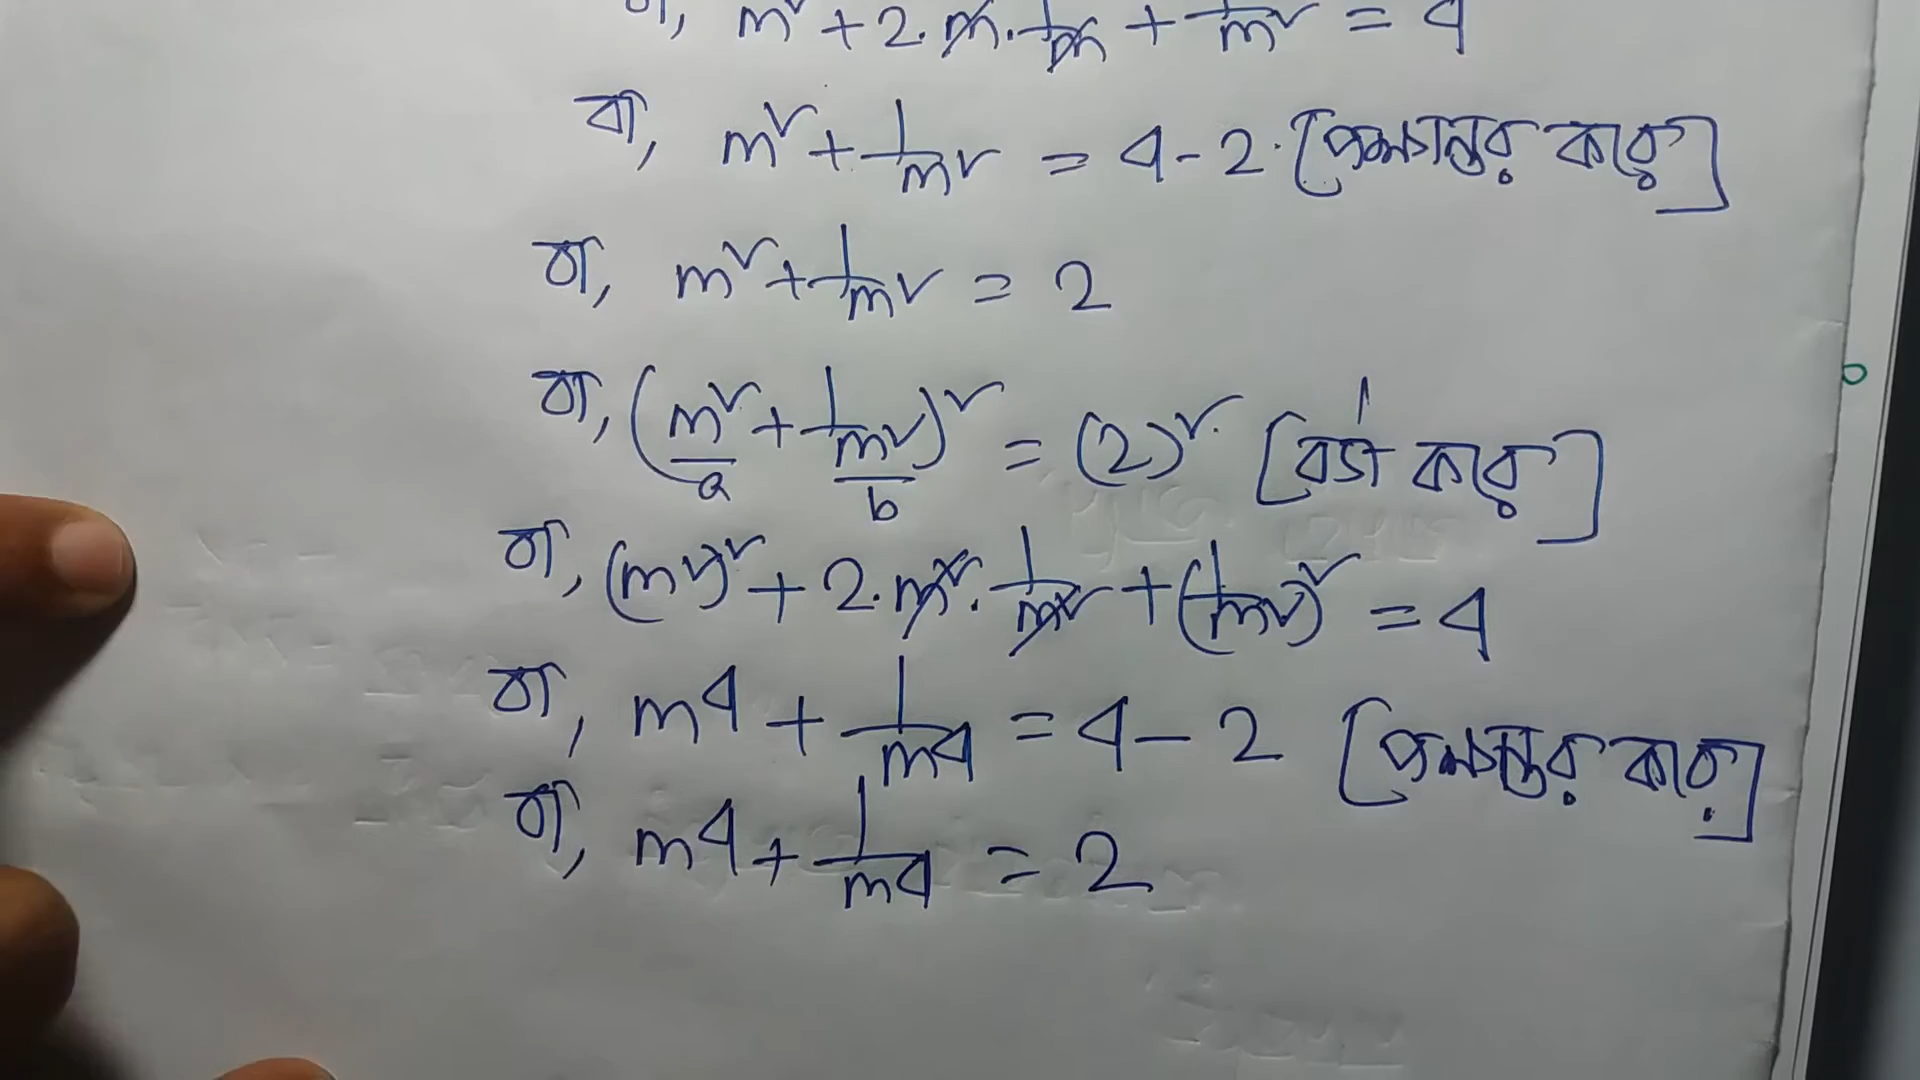 বা, m² + 2. m. 1/m + 1/m² = 4
বা, m² + 1/m² = 4 - 2. [পক্ষান্তর করে]
বা, m² + 1/m² = 2
বা, (m² + 1/m²)² = (2)² [বর্গ করে]
a b
বা, (m²)² + 2. m². 1/m² + (1/m²)² = 4
বা, m⁴ + 1/m⁴ = 4 - 2 [পক্ষান্তর করে]
বা, m⁴ + 1/m⁴ = 2